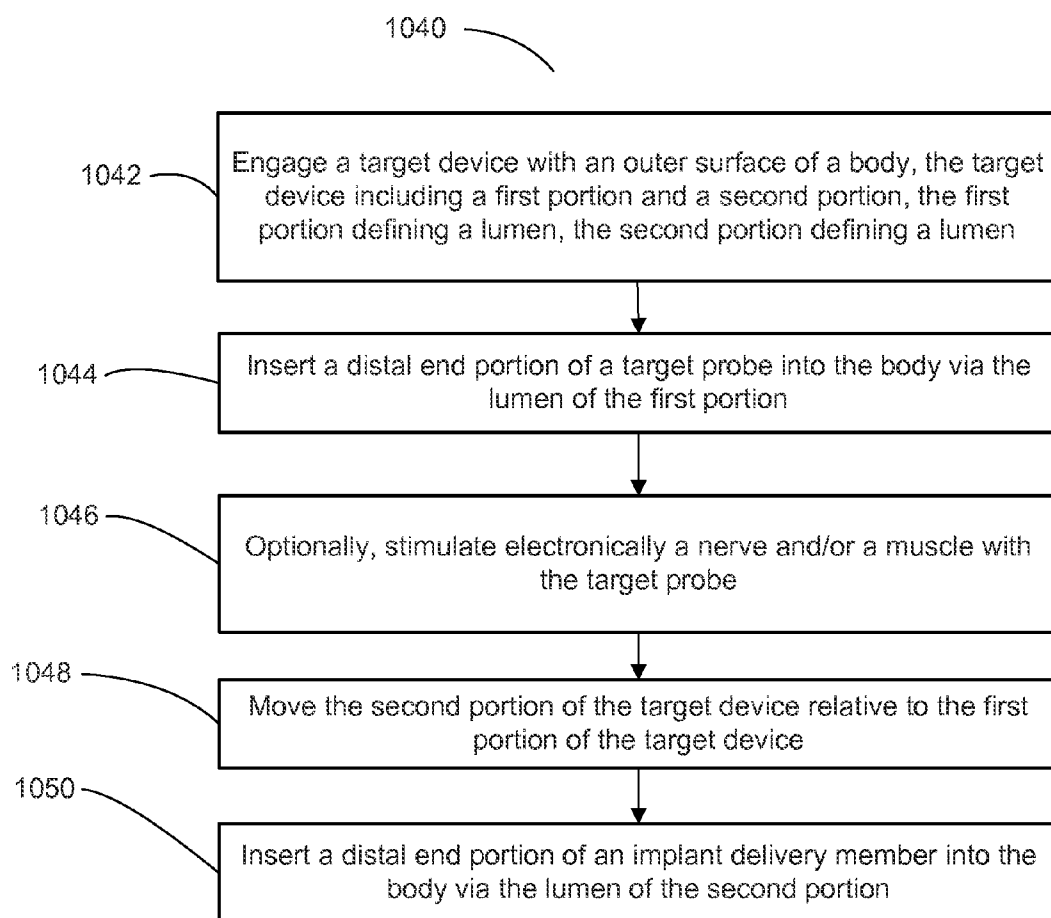 1040
1042
Engage a target device with an outer surface of a body, the target
device including a first portion and a second portion, the first
portion defining a lumen, the second portion defining a lumen
1044
Insert a distal end portion of a target probe into the body via the
lumen of the first portion
1046
Optionally, stimulate electronically a nerve and/or a muscle with
the target probe
1048
Move the second portion of the target device relative to the first
portion of the target device
1050
Insert a distal end portion of an implant delivery member into the
body via the lumen of the second portion